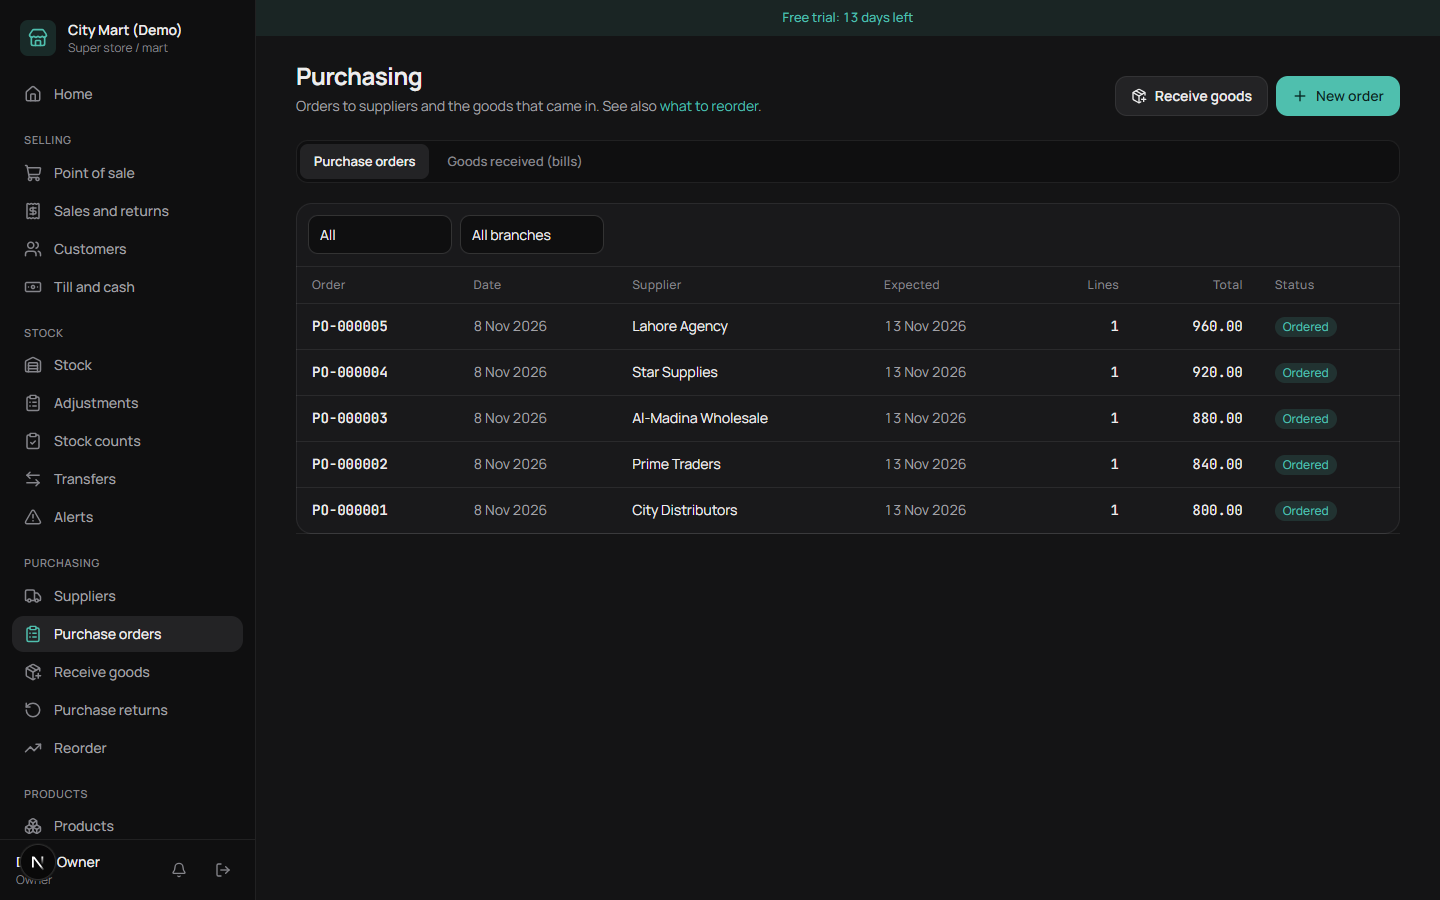 City Mart (Demo)
Super store / mart
Home
SELLING
Point of sale
Sales and returns
Customers
Till and cash
STOCK
Stock
Adjustments
Stock counts
Transfers
Alerts
PURCHASING
Suppliers
Purchase orders
Receive goods
Purchase returns
Reorder
PRODUCTS
Products
N Owner
Owner
Free trial: 13 days left
Purchasing
Orders to suppliers and the goods that came in. See also what to reorder.
Receive goods
New order
Purchase orders Goods received (bills)
All All branches
Order Date Supplier Expected Lines Total Status
PO-000005 8 Nov 2026 Lahore Agency 13 Nov 2026 1 960.00 Ordered
PO-000004 8 Nov 2026 Star Supplies 13 Nov 2026 1 920.00 Ordered
PO-000003 8 Nov 2026 Al-Madina Wholesale 13 Nov 2026 1 880.00 Ordered
PO-000002 8 Nov 2026 Prime Traders 13 Nov 2026 1 840.00 Ordered
PO-000001 8 Nov 2026 City Distributors 13 Nov 2026 1 800.00 Ordered